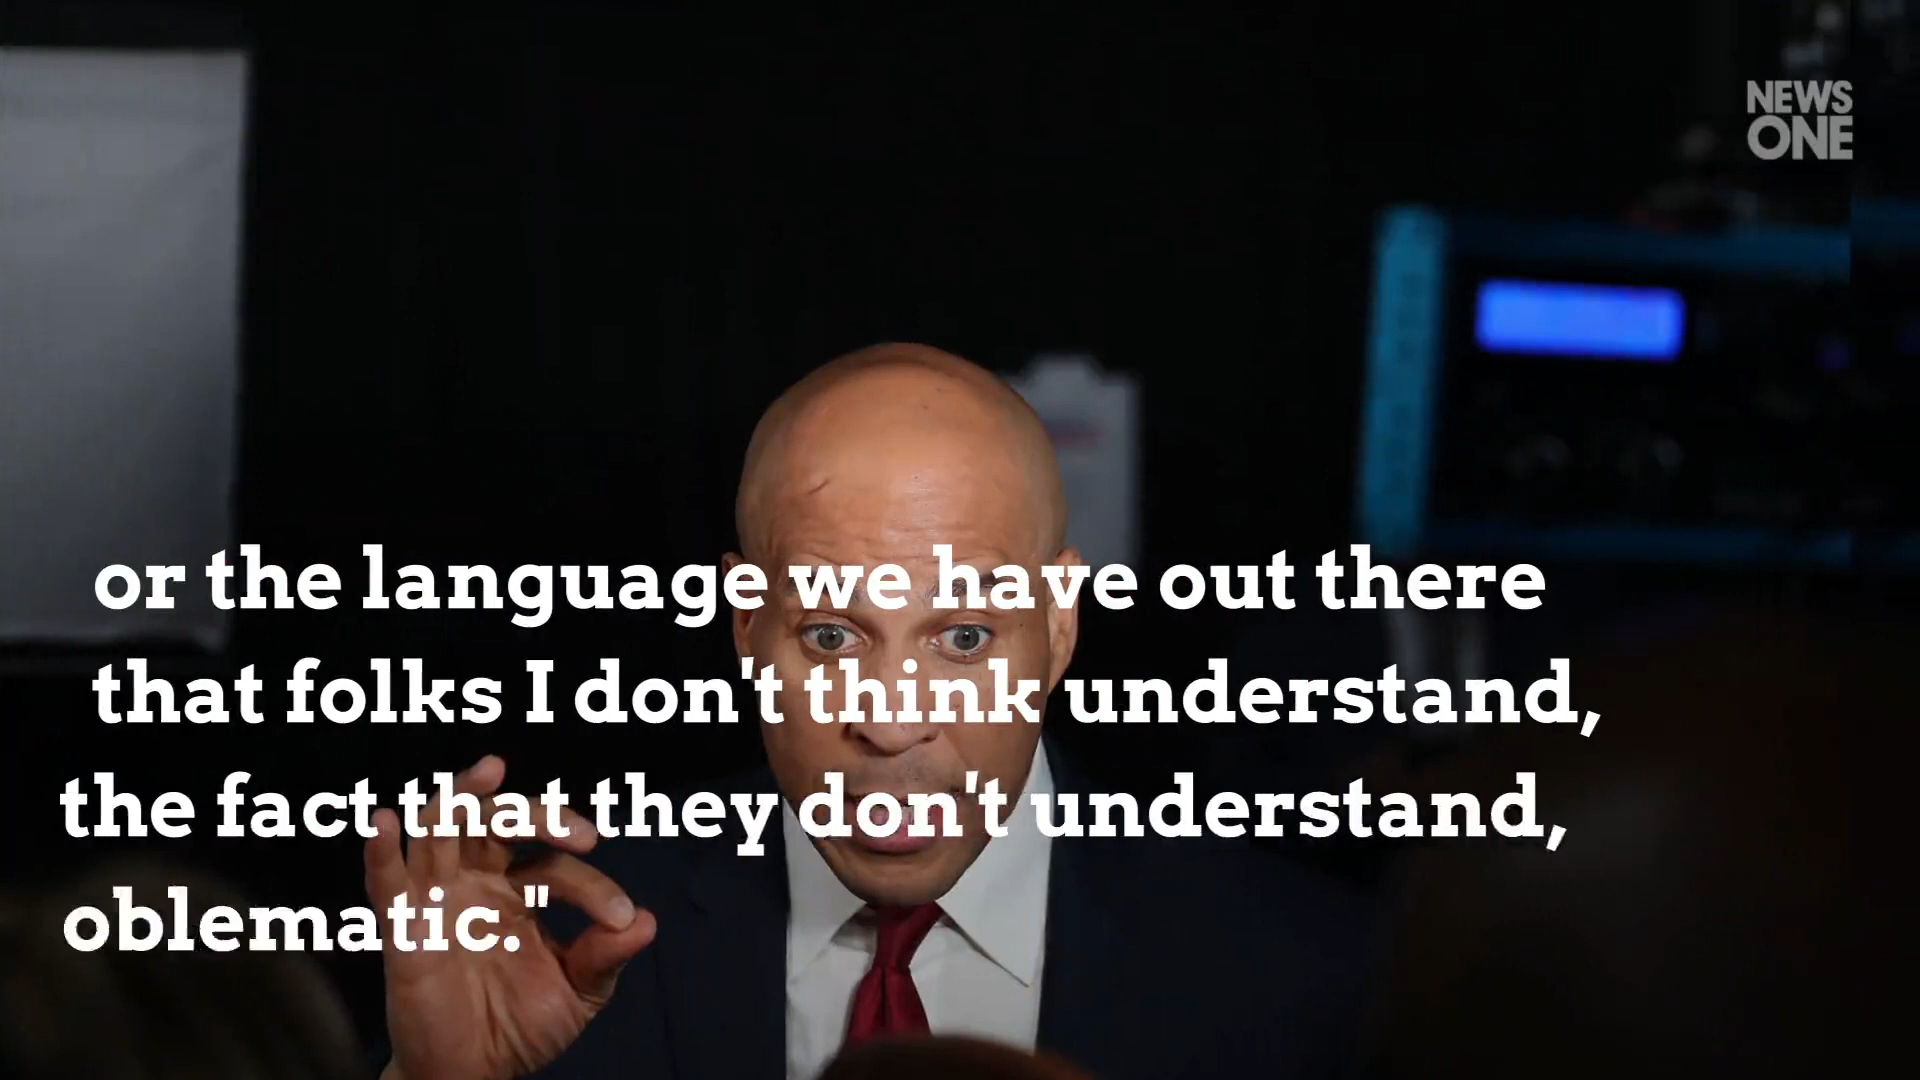 NEWS
ONE
or the language we have out there
that folks I don't think understand,
the fact that they don't understand,
oblematic."